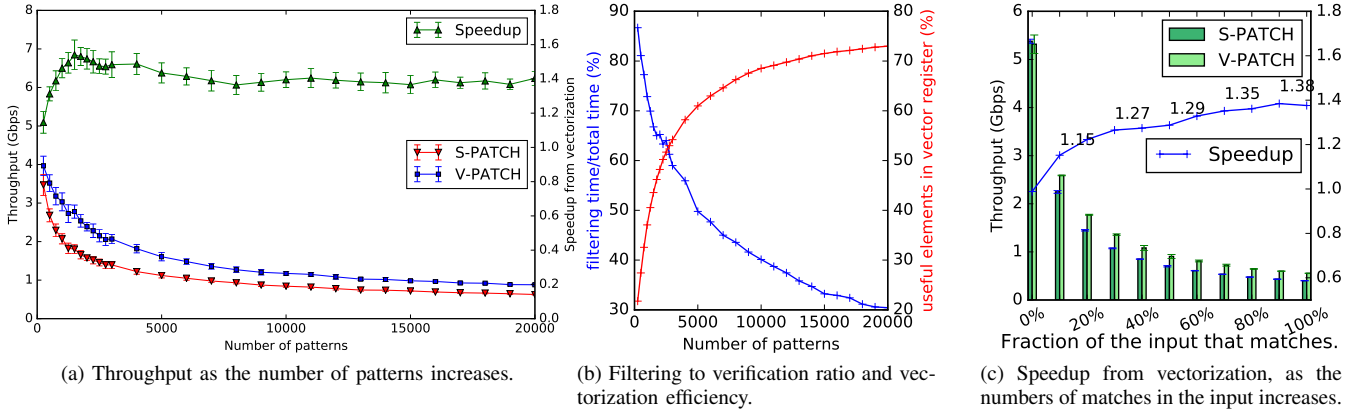 8
7
6
5
4
3
2
1
0
Throughput (Gbps)
1.8
1.6
1.4
1.2
1.0
0.8
0.6
0.4
0.2
0.0
Speedup from vectorization
Speedup
S-PATCH
V-PATCH
0 5000 10000 15000 20000
Number of patterns
(a) Throughput as the number of patterns increases.
90
80
70
60
50
40
30
filtering time/total time (%)
80
70
60
50
40
30
20
useful elements in vector register (%)
0 5000 10000 15000 20000
Number of patterns
(b) Filtering to verification ratio and vec-
torization efficiency.
6
5
4
3
2
1
0
Throughput (Gbps)
1.8
1.6
1.4
1.2
1.0
0.8
0.6
S-PATCH
V-PATCH
1.15
1.27
1.29
1.35
1.38
Speedup
0% 20% 40% 60% 80% 100%
Fraction of the input that matches.
(c) Speedup from vectorization, as the
numbers of matches in the input increases.